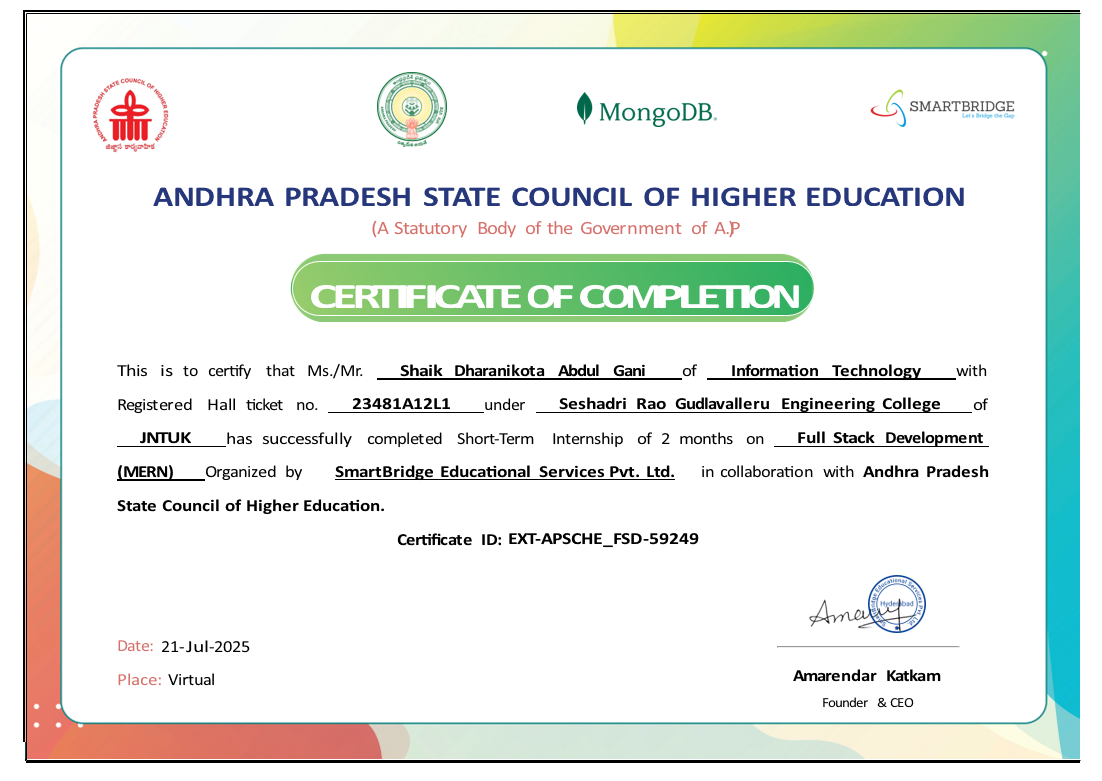 ANDHRA PRADESH STATE COUNCIL OF HIGHER EDUCATION
జిజ్ఞాస కార్యవాహిక
MongoDB.
SMARTBRIDGE
Let's Bridge the Gap
ANDHRA PRADESH STATE COUNCIL OF HIGHER EDUCATION
(A Statutory Body of the Government of A.P)
CERTIFICATE OF COMPLETION
This is to certify that Ms./Mr. Shaik Dharanikota Abdul Gani of Information Technology with
Registered Hall ticket no. 23481A12L1 under Seshadri Rao Gudlavalleru Engineering College of
JNTUK has successfully completed Short-Term Internship of 2 months on Full Stack Development
(MERN) Organized by SmartBridge Educational Services Pvt. Ltd. in collaboration with Andhra Pradesh
State Council of Higher Education.
Certificate ID: EXT-APSCHE_FSD-59249
SmartBridge Educational Services Pvt. Ltd.
Hyderabad
Date: 21-Jul-2025
Place: Virtual
Amarendar Katkam
Founder & CEO